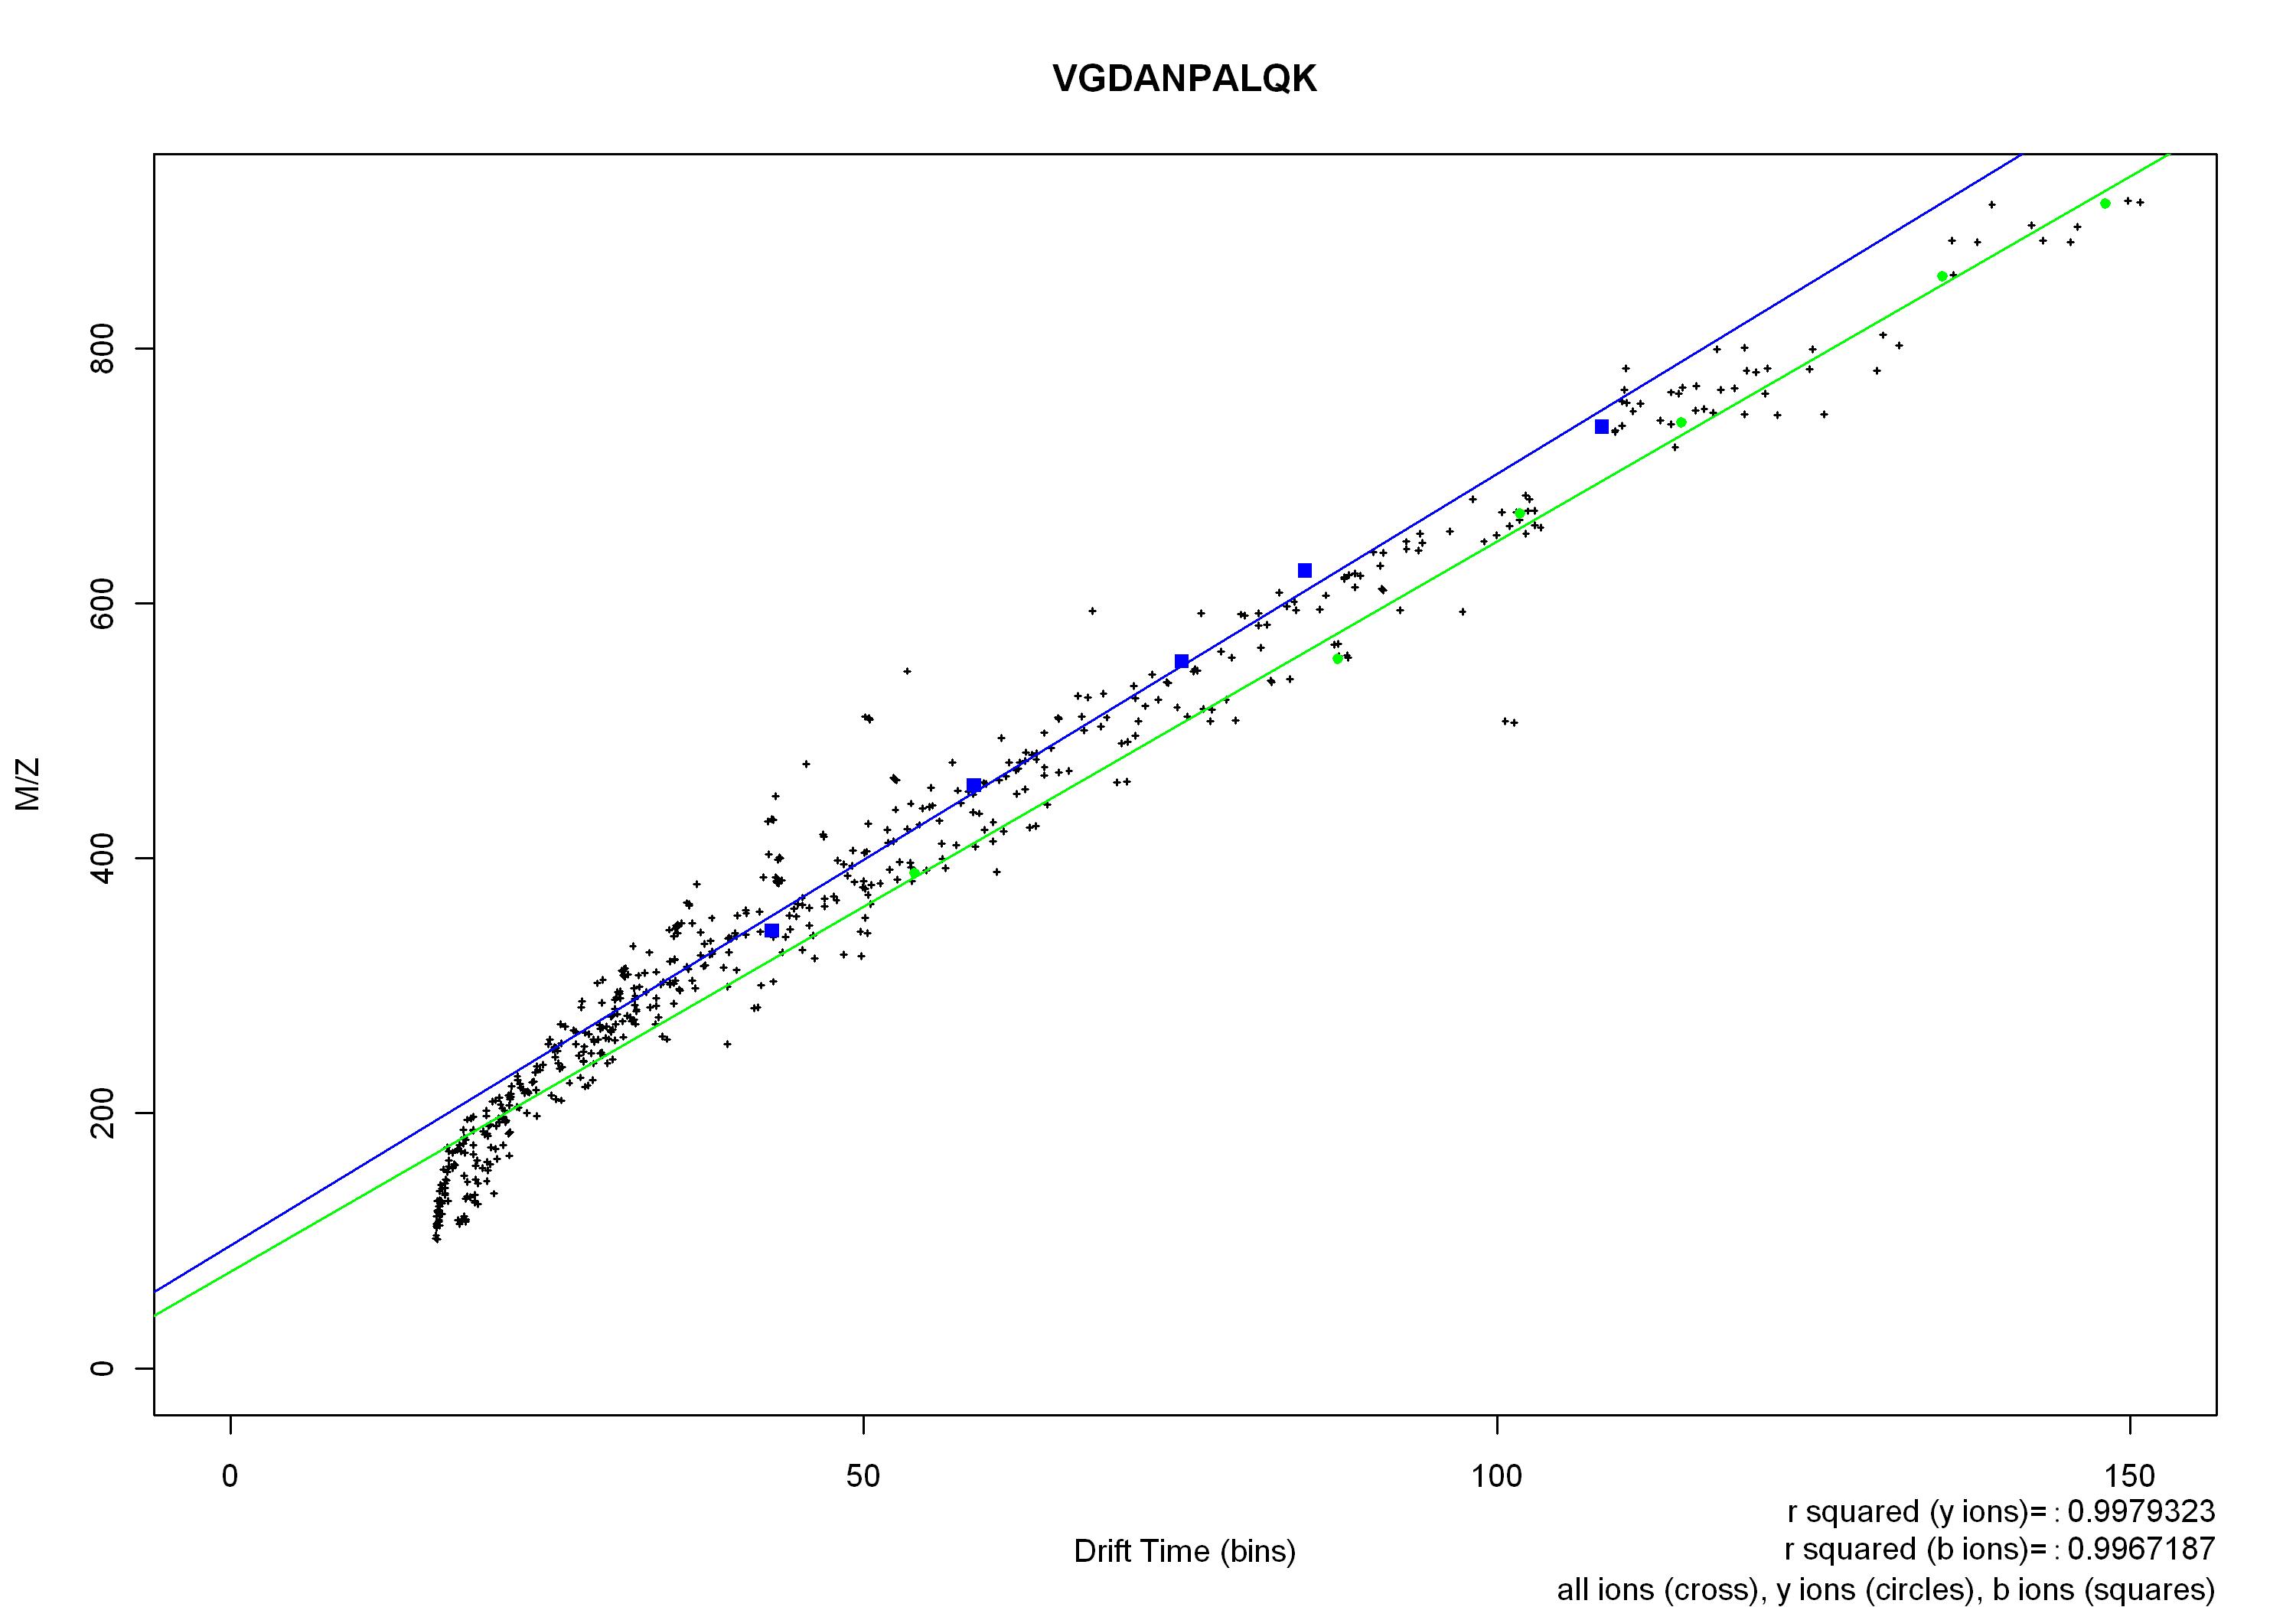 VGDANPALQK
M/Z
800
600
400
200
0
0 50 100 150
Drift Time (bins)
r squared (y ions)= : 0.9979323
r squared (b ions)= : 0.9967187
all ions (cross), y ions (circles), b ions (squares)